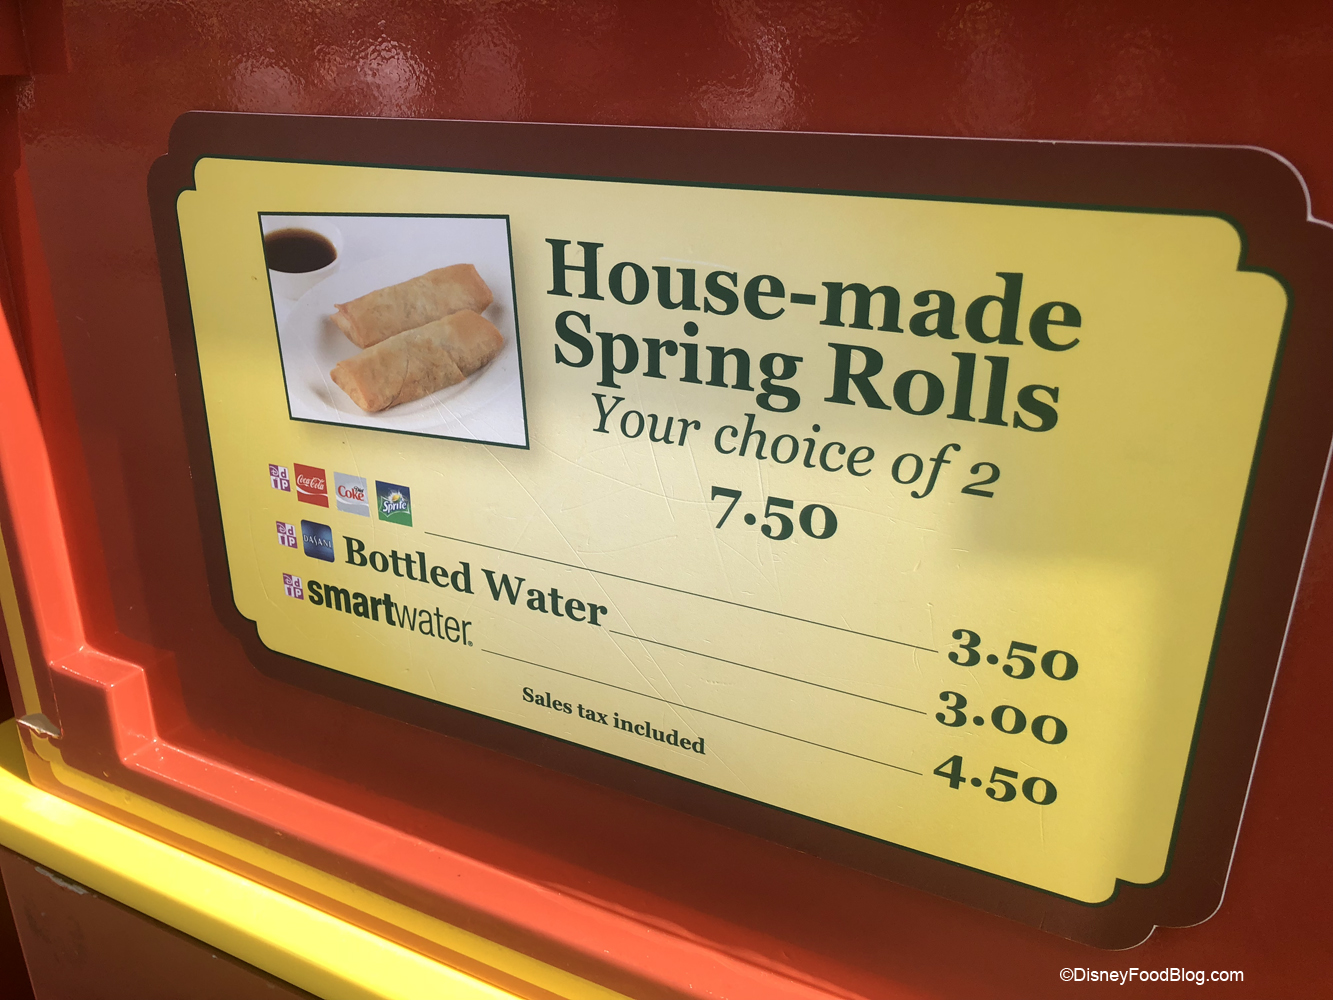 House-made
Spring Rolls
Your choice of 2
7.50
Coca-Cola Diet Coke Sprite 3.50
DASANI Bottled Water 3.00
smartwater® 4.50
Sales tax included
©DisneyFoodBlog.com